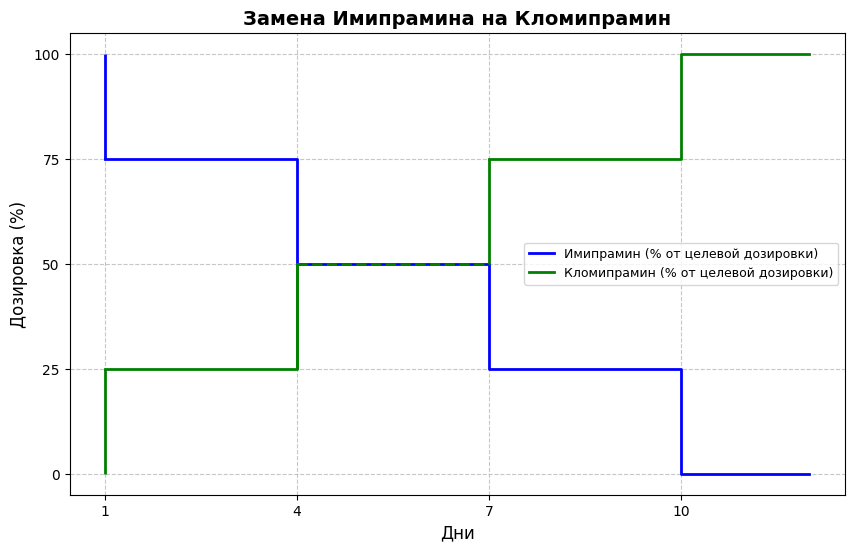 Замена Имипрамина на Кломипрамин
Дозировка (%)
100
75
50
25
0
Имипрамин (% от целевой дозировки)
Кломипрамин (% от целевой дозировки)
1 4 7 10
Дни